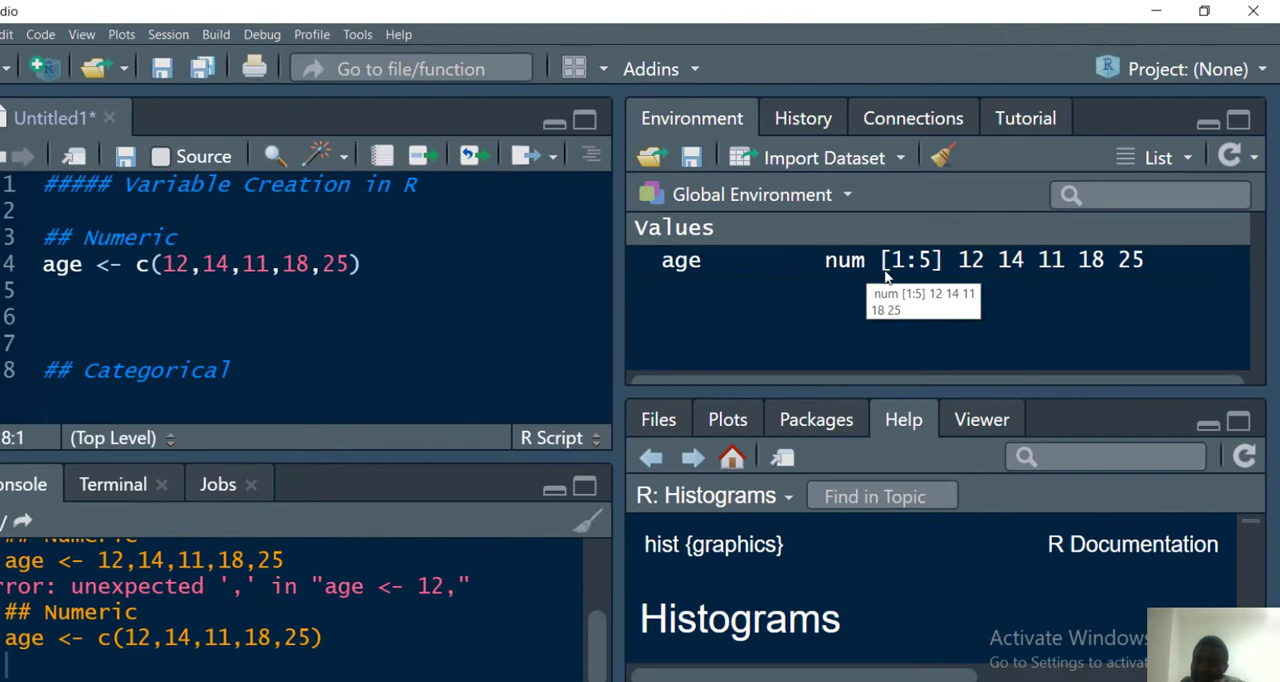 dio
dit Code View Plots Session Build Debug Profile Tools Help
Go to file/function Addins Project: (None)
Untitled1*
Source
1 ##### Variable Creation in R
2
3 ## Numeric
4 age <- c(12,14,11,18,25)
5
6
7
8 ## Categorical
8:1 (Top Level) R Script
onsole Terminal Jobs
/
## Numeric
age <- 12,14,11,18,25
rror: unexpected ',' in "age <- 12,"
## Numeric
age <- c(12,14,11,18,25)
Environment History Connections Tutorial
Import Dataset List
Global Environment
Values
age num [1:5] 12 14 11 18 25
num [1:5] 12 14 11
18 25
Files Plots Packages Help Viewer
R: Histograms Find in Topic
hist {graphics} R Documentation
Histograms
Activate Windows
Go to Settings to activat